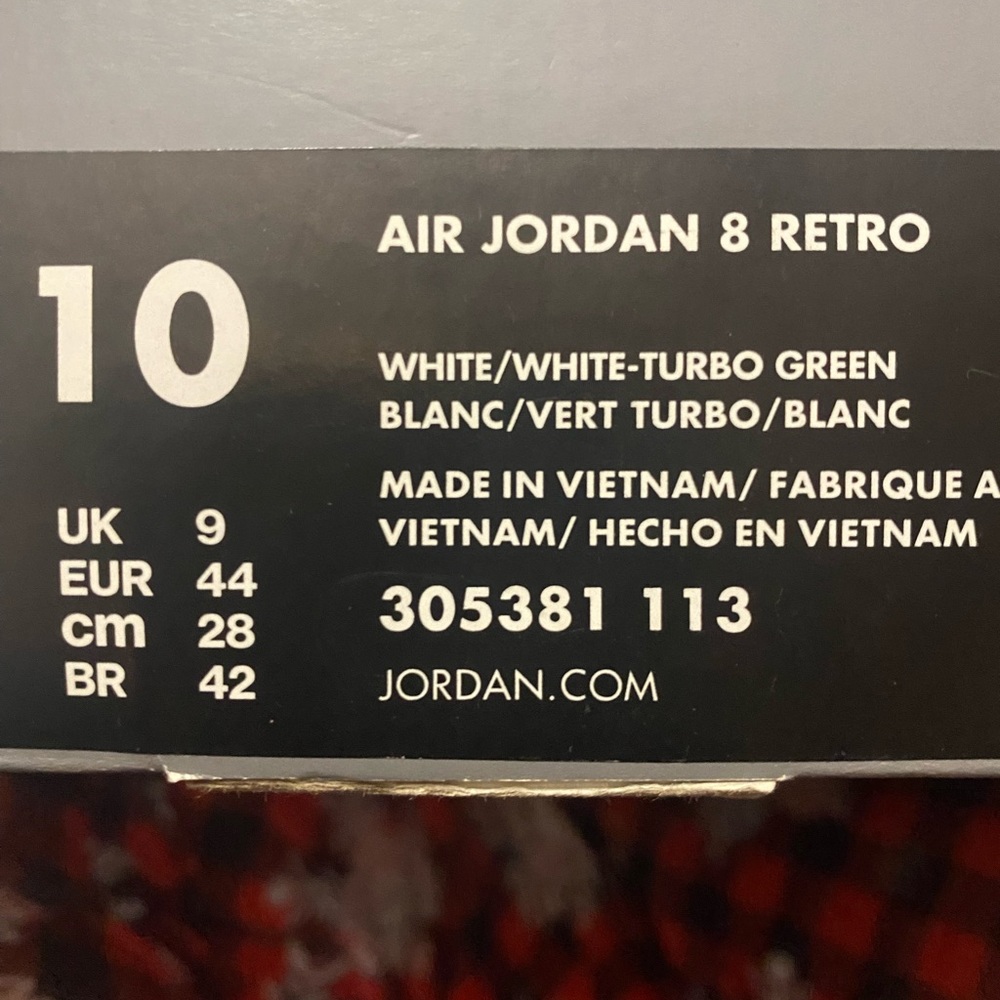 10
UK 9
EUR 44
cm 28
BR 42
AIR JORDAN 8 RETRO
WHITE/WHITE-TURBO GREEN
BLANC/VERT TURBO/BLANC
MADE IN VIETNAM/ FABRIQUE A
VIETNAM/ HECHO EN VIETNAM
305381 113
JORDAN.COM